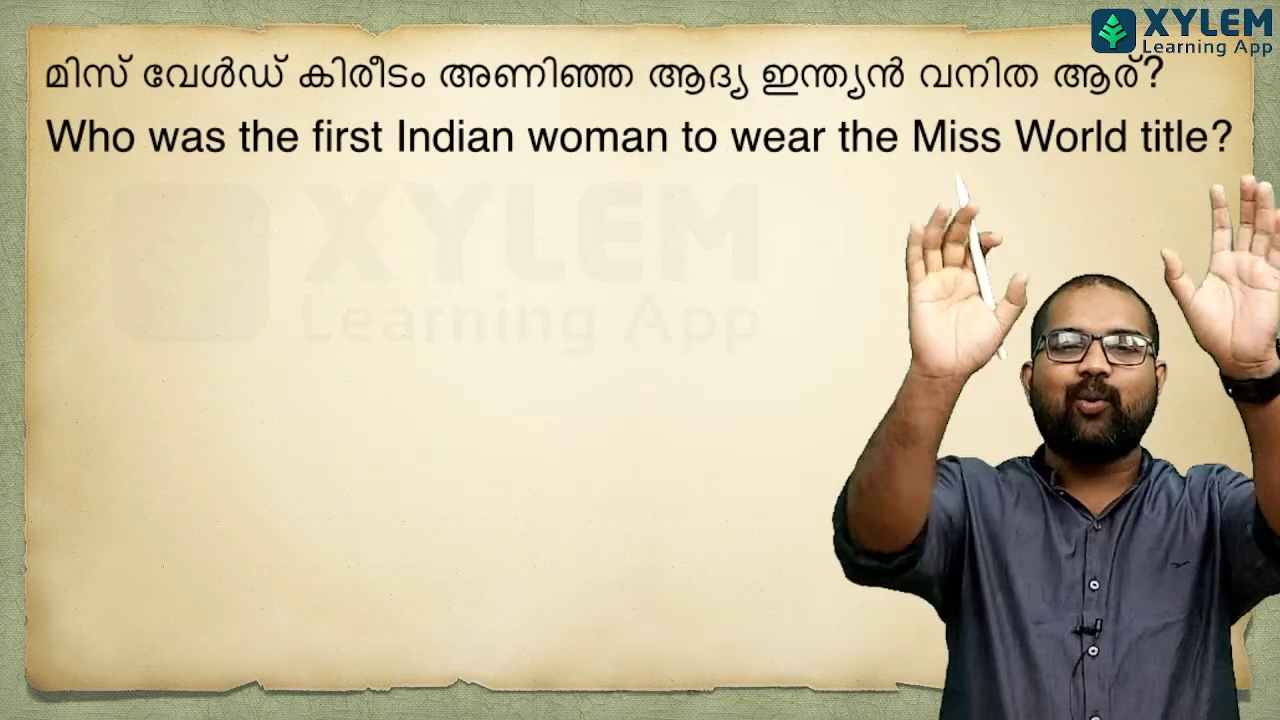 XYLEM
Learning App
മിസ് വേൾഡ് കിരീടം അണിഞ്ഞ ആദ്യ ഇന്ത്യൻ വനിത ആര്?
Who was the first Indian woman to wear the Miss World title?
XYLEM
Learning App